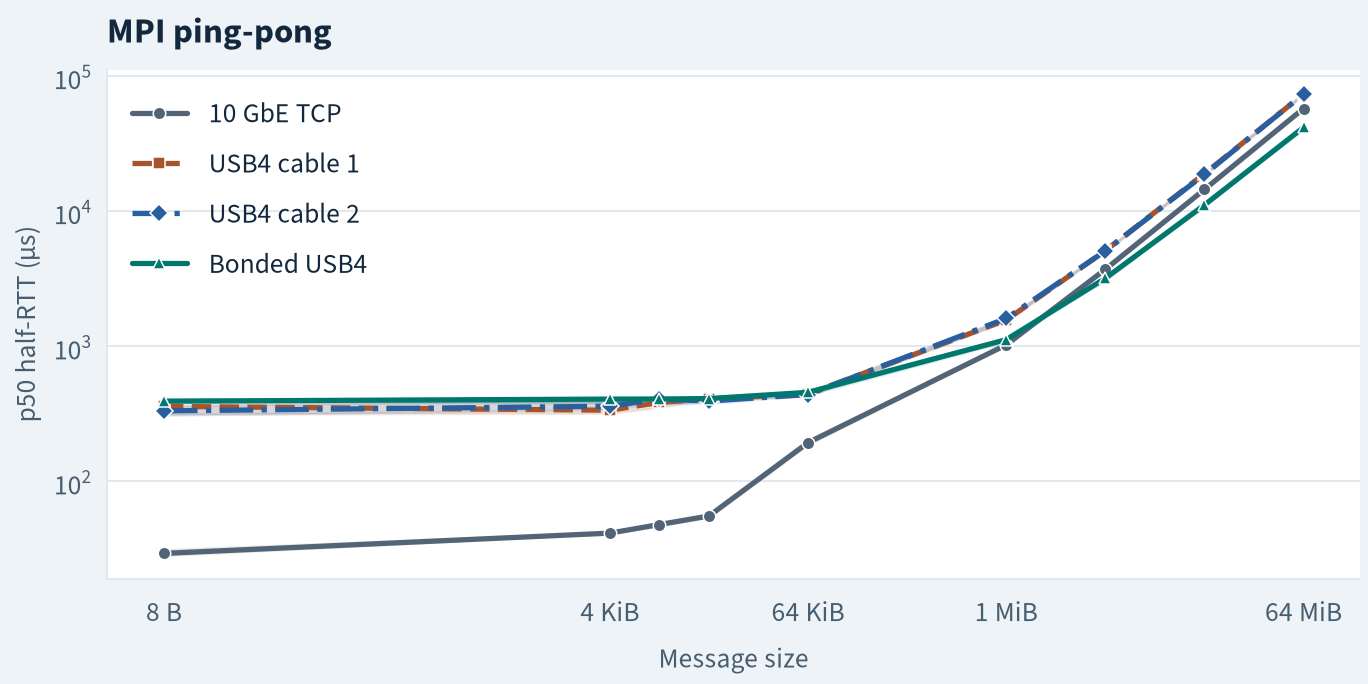 MPI ping-pong
10⁵
10⁴
10³
10²
p50 half-RTT (µs)
10 GbE TCP
USB4 cable 1
USB4 cable 2
Bonded USB4
8 B
4 KiB
64 KiB
1 MiB
64 MiB
Message size